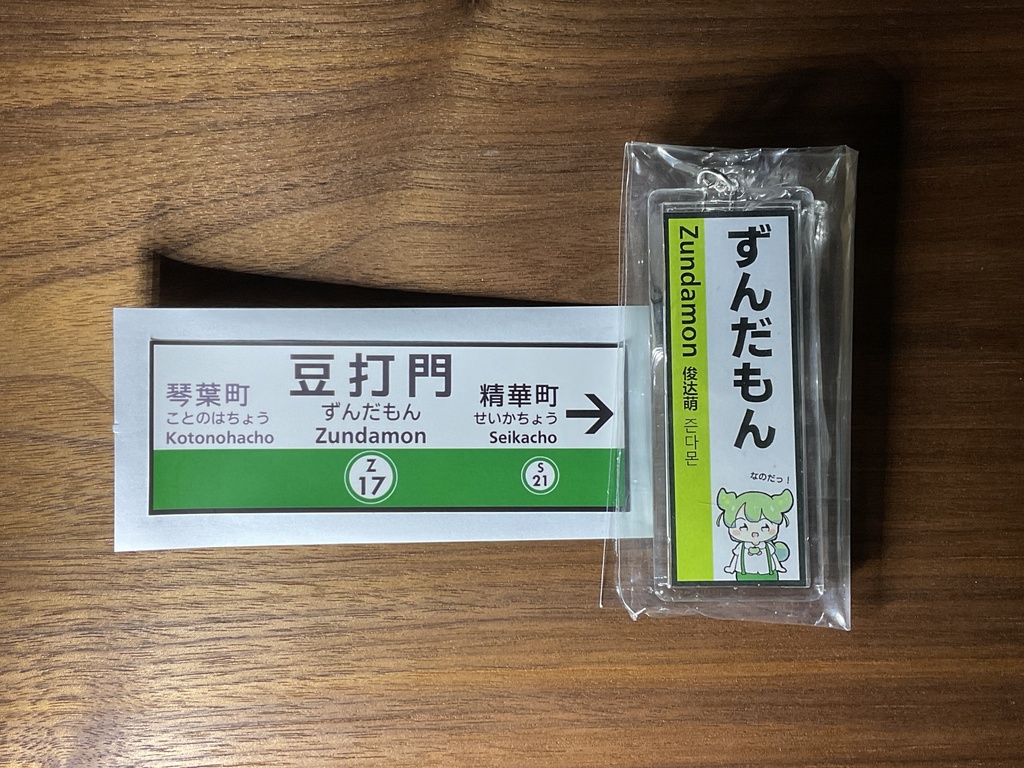 豆打門
ずんだもん
Zundamon
琴葉町
ことのはちょう
Kotonohacho
精華町
せいかちょう
Seikacho
Z
17
S
21
ずんだもん
Zundamon 俊达萌 즌다몬
なのだっ!